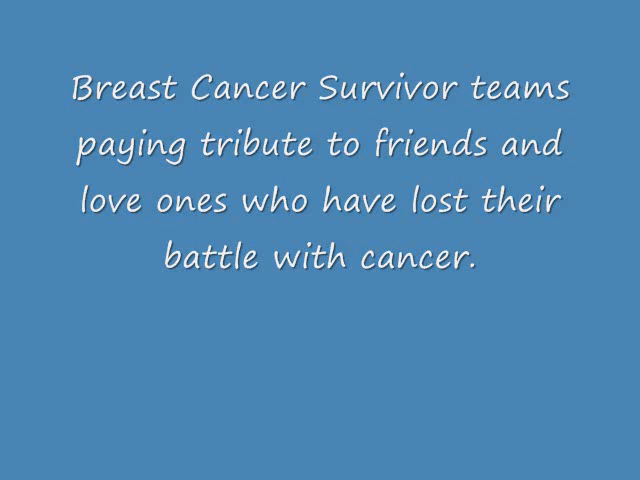 Breast Cancer Survivor teams
paying tribute to friends and
love ones who have lost their
battle with cancer.